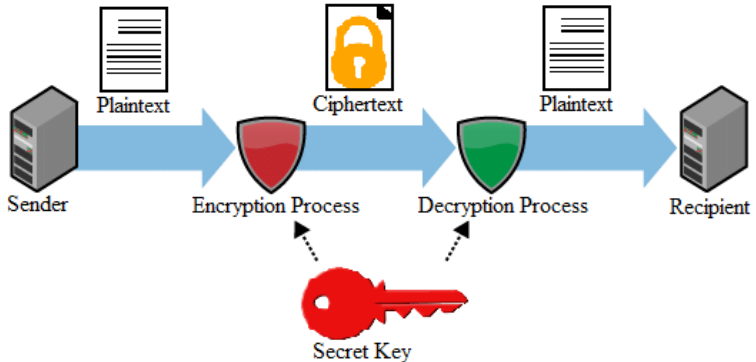 Plaintext
Ciphertext
Plaintext
Sender
Encryption Process
Decryption Process
Recipient
Secret Key